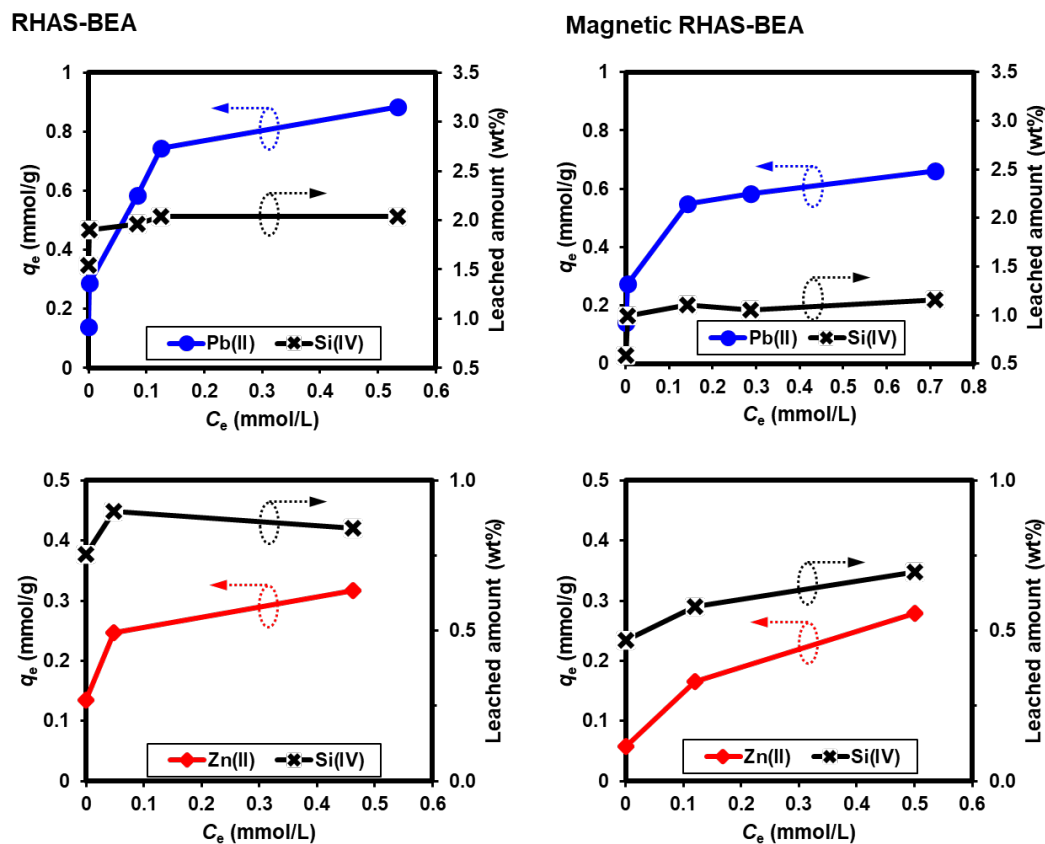 RHAS-BEA
Magnetic RHAS-BEA
1
0.8
0.6
0.4
0.2
0
qe (mmol/g)
3.5
3.0
2.5
2.0
1.5
1.0
0.5
Leached amount (wt%)
Pb(II)
Si(IV)
0 0.1 0.2 0.3 0.4 0.5 0.6
Ce (mmol/L)
1
0.8
0.6
0.4
0.2
0
qe (mmol/g)
3.5
3.0
2.5
2.0
1.5
1.0
0.5
Leached amount (wt%)
Pb(II)
Si(IV)
0 0.1 0.2 0.3 0.4 0.5 0.6 0.7 0.8
Ce (mmol/L)
0.5
0.4
0.3
0.2
0.1
0
qe (mmol/g)
1.0
0.5
0.0
Leached amount (wt%)
Zn(II)
Si(IV)
0 0.1 0.2 0.3 0.4 0.5 0.6
Ce (mmol/L)
0.5
0.4
0.3
0.2
0.1
0
qe (mmol/g)
1.0
0.5
0.0
Leached amount (wt%)
Zn(II)
Si(IV)
0 0.1 0.2 0.3 0.4 0.5 0.6
Ce (mmol/L)